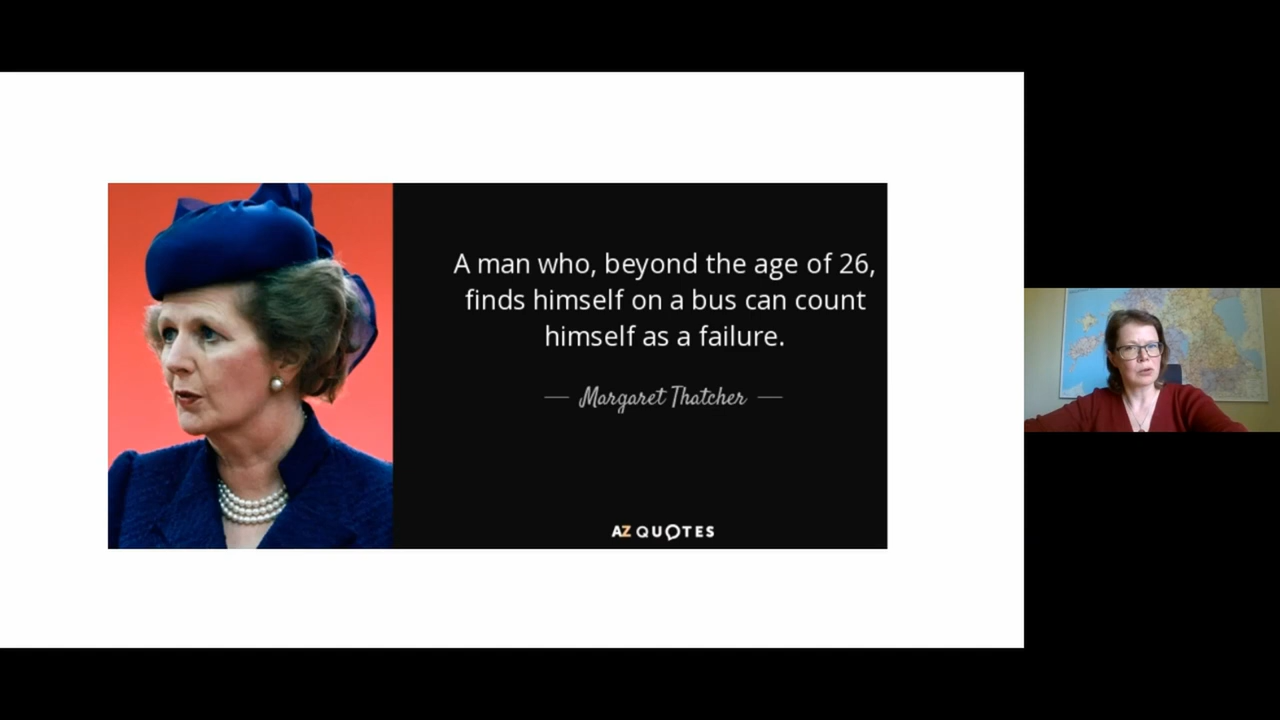 A man who, beyond the age of 26,
finds himself on a bus can count
himself as a failure.
— Margaret Thatcher —
AZ QUOTES